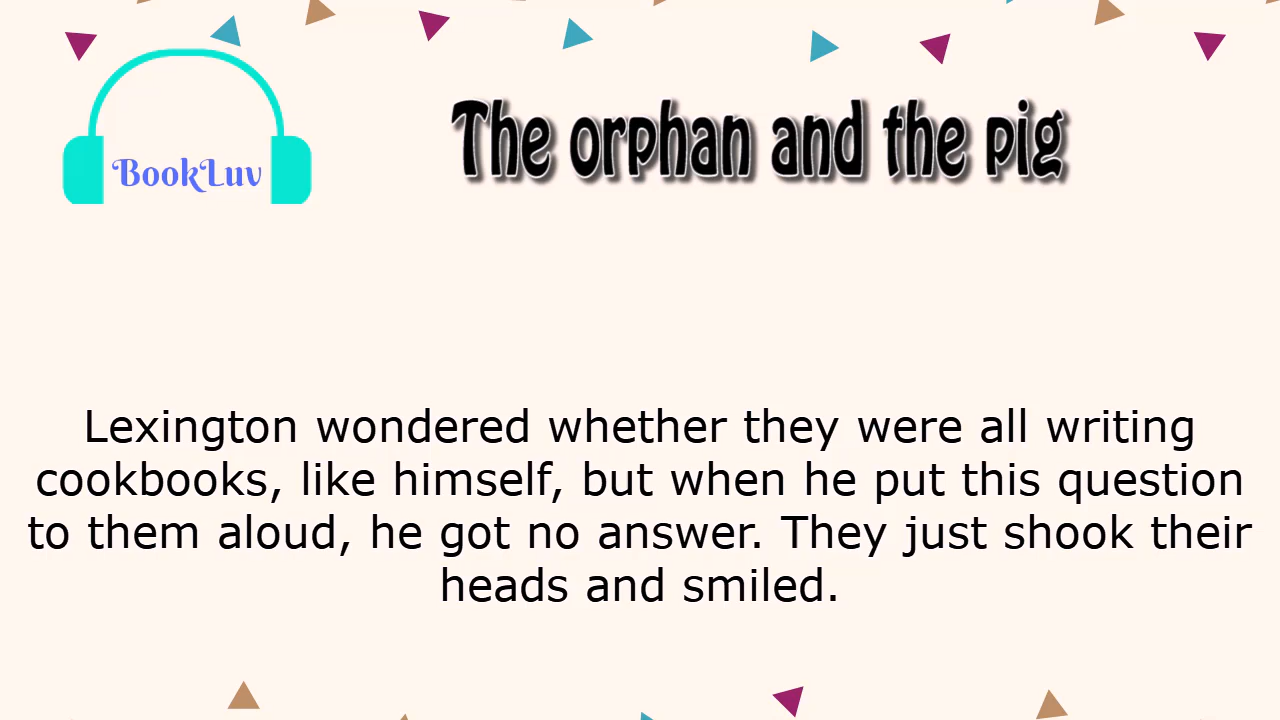 The orphan and the pig
BookLuv
Lexington wondered whether they were all writing
cookbooks, like himself, but when he put this question
to them aloud, he got no answer. They just shook their
heads and smiled.